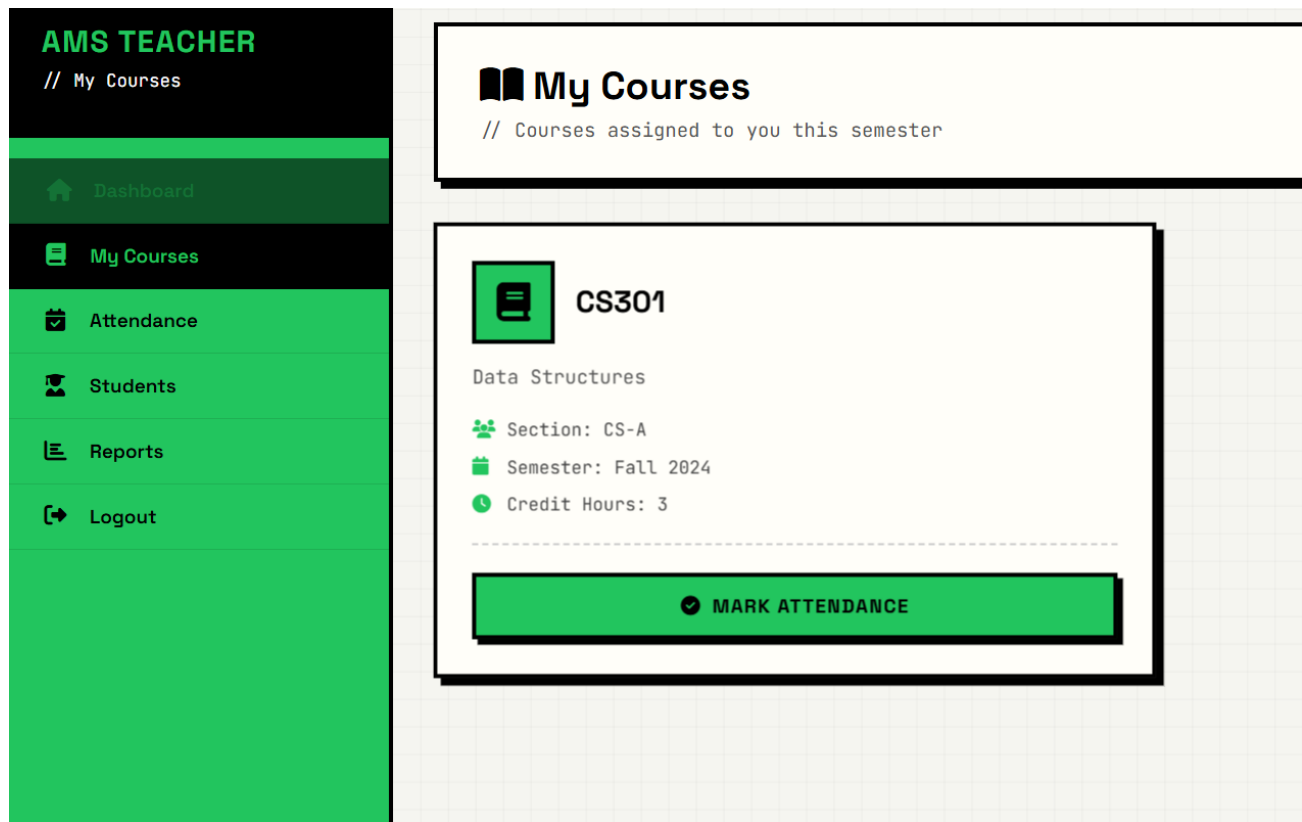 AMS TEACHER
// My Courses
Dashboard
My Courses
Attendance
Students
Reports
Logout
My Courses
// Courses assigned to you this semester
CS301
Data Structures
Section: CS-A
Semester: Fall 2024
Credit Hours: 3
MARK ATTENDANCE